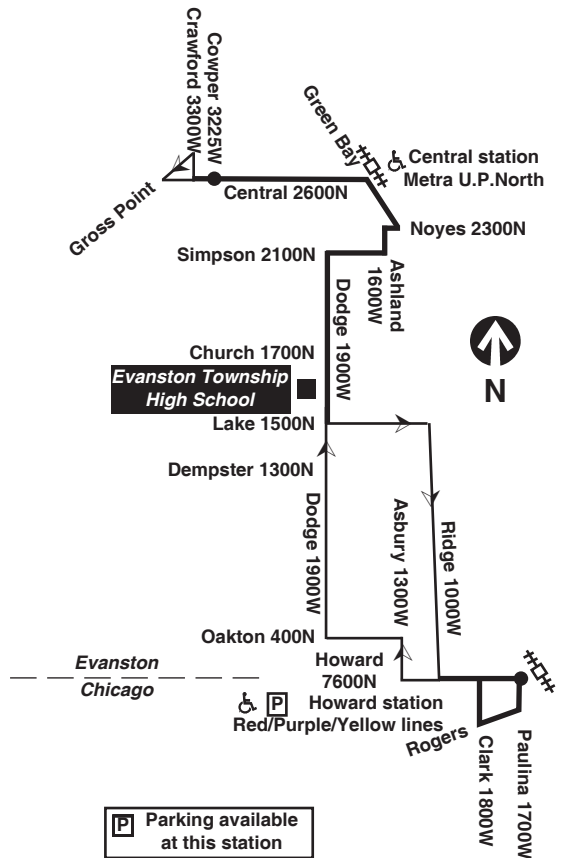 Cowper 3225W
Crawford 3300W
Green Bay
Central station
Metra U.P.North
Central 2600N
Gross Point
Noyes 2300N
Simpson 2100N
Ashland
1600W
Dodge 1900W
Church 1700N
Evanston Township
High School
N
Lake 1500N
Dempster 1300N
Dodge 1900W
Asbury 1300W
Ridge 1000W
Oakton 400N
Evanston
Chicago
Howard
7600N
P
Howard station
Red/Purple/Yellow lines
Rogers
Clark 1800W
Paulina 1700W
P Parking available
at this station